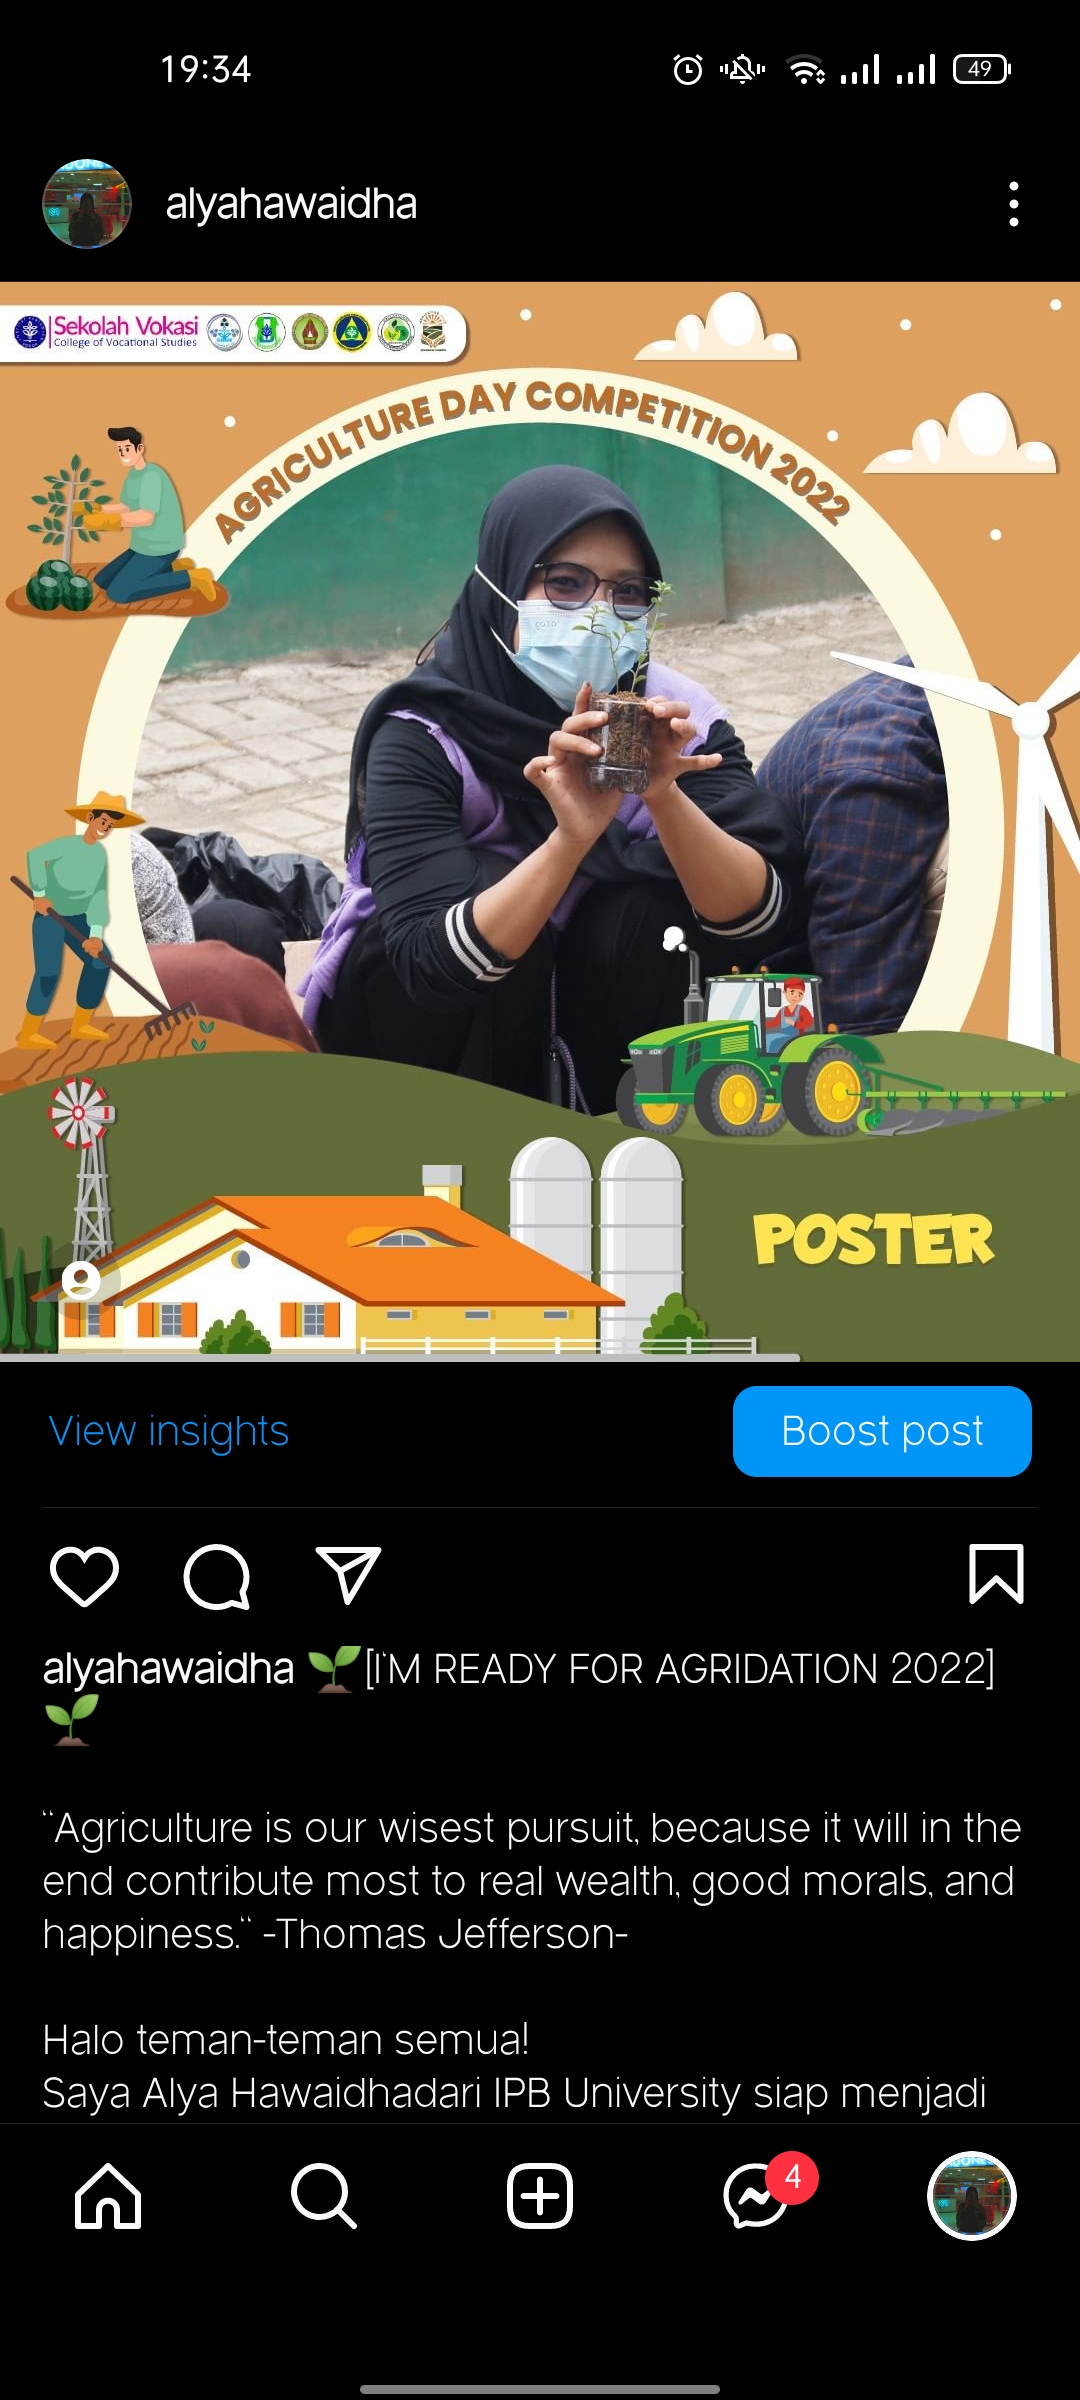 19:34
49
alyahawaidha
Sekolah Vokasi
College of Vocational Studies
AGRICULTURE DAY COMPETITION 2022
POSTER
View insights
Boost post
alyahawaidha 🌱[I'M READY FOR AGRIDATION 2022]
🌱
"Agriculture is our wisest pursuit, because it will in the
end contribute most to real wealth, good morals, and
happiness." -Thomas Jefferson-
Halo teman-teman semua!
Saya Alya Hawaidhadari IPB University siap menjadi
4